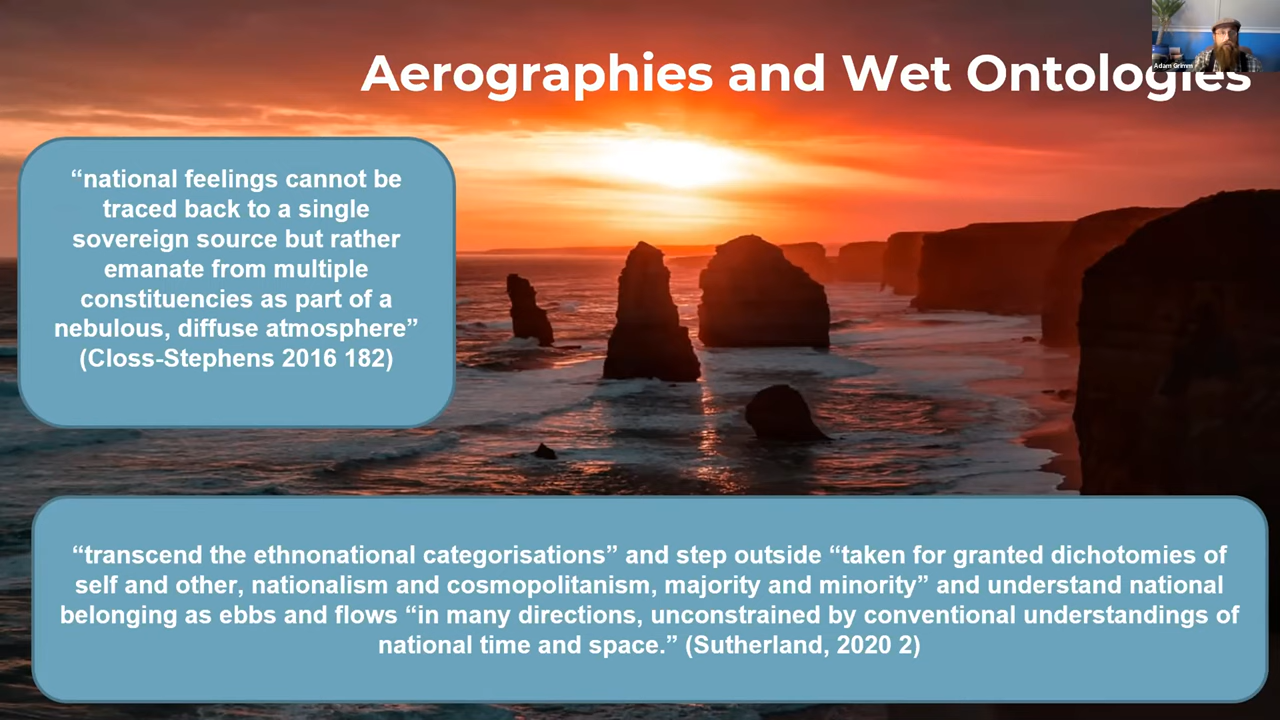 Aerographies and Wet Ontologies
Adam Grimm
“national feelings cannot be
traced back to a single
sovereign source but rather
emanate from multiple
constituencies as part of a
nebulous, diffuse atmosphere”
(Closs-Stephens 2016 182)
“transcend the ethnonational categorisations” and step outside “taken for granted dichotomies of
self and other, nationalism and cosmopolitanism, majority and minority” and understand national
belonging as ebbs and flows “in many directions, unconstrained by conventional understandings of
national time and space.” (Sutherland, 2020 2)